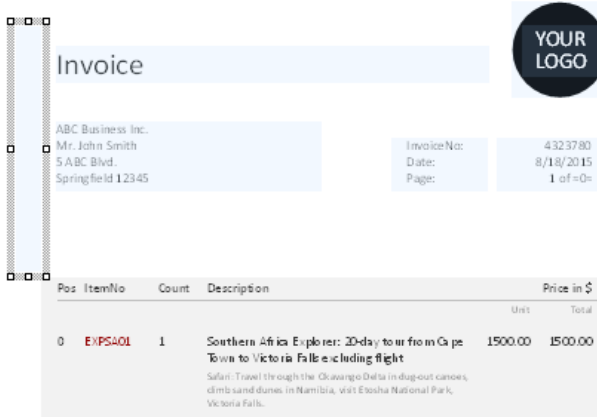 YOUR
LOGO
Invoice
ABC Business Inc.
Mr. John Smith
5 ABC Blvd.
Springfield 12345
InvoiceNo: 4323780
Date: 8/18/2015
Page: 1 of =0=
Pos ItemNo Count Description Price in $
Unit Total
0 EXPSA01 1 Southern Africa Explorer: 20-day tour from Cape 1500.00 1500.00
Town to Victoria Falls excluding flight
Safari: Travel through the Okavango Delta in dug-out canoes,
climb sand dunes in Namibia, visit Etosha National Park,
Victoria Falls.